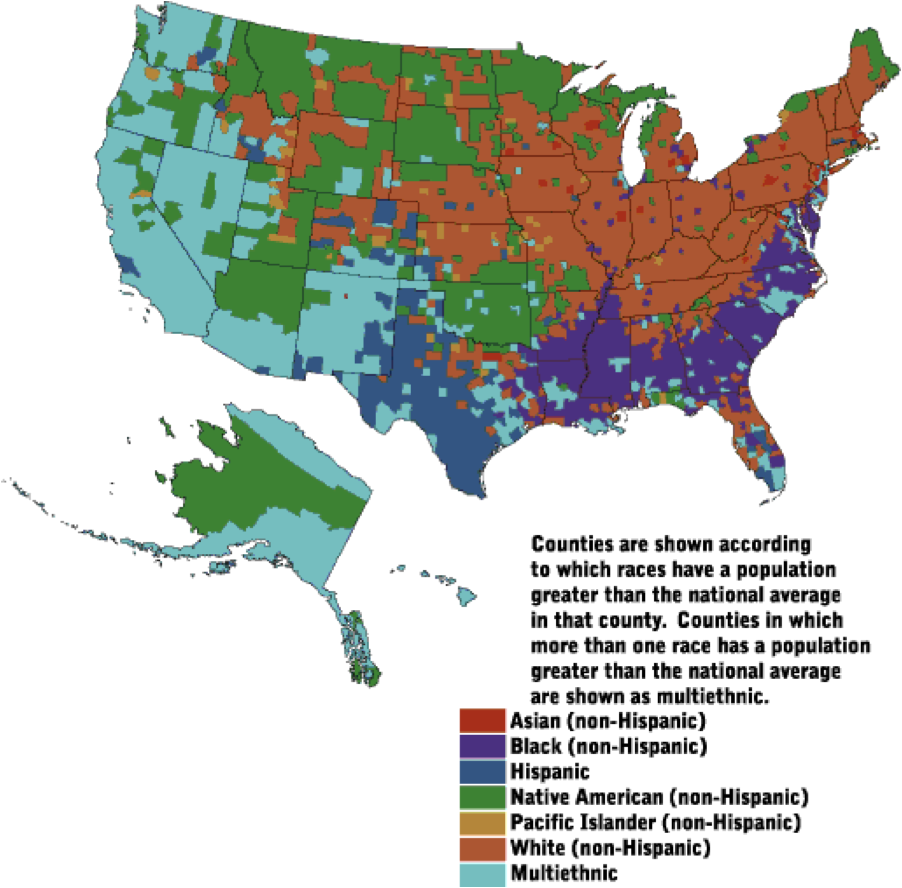 Counties are shown according
to which races have a population
greater than the national average
in that county. Counties in which
more than one race has a population
greater than the national average
are shown as multiethnic.
Asian (non-Hispanic)
Black (non-Hispanic)
Hispanic
Native American (non-Hispanic)
Pacific Islander (non-Hispanic)
White (non-Hispanic)
Multiethnic